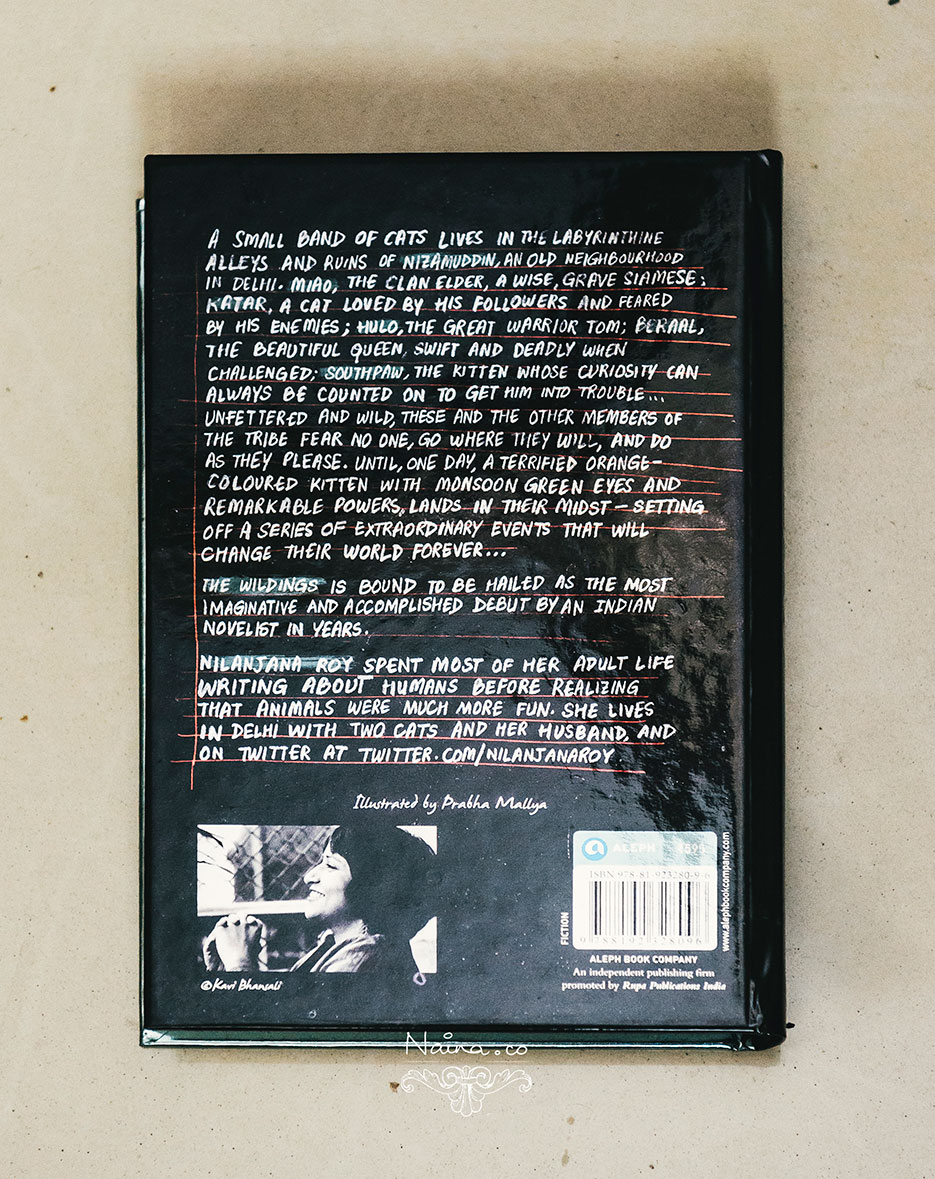 A SMALL BAND OF CATS LIVES IN THE LABYRINTHINE
ALLEYS AND RUINS OF NIZAMUDDIN, AN OLD NEIGHBOURHOOD
IN DELHI. MIAO, THE CLAN ELDER, A WISE, GRAVE SIAMESE;
KATAR, A CAT LOVED BY HIS FOLLOWERS AND FEARED
BY HIS ENEMIES; HULO, THE GREAT WARRIOR TOM; BERAAL,
THE BEAUTIFUL QUEEN, SWIFT AND DEADLY WHEN
CHALLENGED; SOUTHPAW, THE KITTEN WHOSE CURIOSITY CAN
ALWAYS BE COUNTED ON TO GET HIM INTO TROUBLE...
UNFETTERED AND WILD, THESE AND THE OTHER MEMBERS OF
THE TRIBE FEAR NO ONE, GO WHERE THEY WILL, AND DO
AS THEY PLEASE. UNTIL, ONE DAY, A TERRIFIED ORANGE-
COLOURED KITTEN WITH MONSOON GREEN EYES AND
REMARKABLE POWERS, LANDS IN THEIR MIDST – SETTING
OFF A SERIES OF EXTRAORDINARY EVENTS THAT WILL
CHANGE THEIR WORLD FOREVER...
THE WILDINGS IS BOUND TO BE HAILED AS THE MOST
IMAGINATIVE AND ACCOMPLISHED DEBUT BY AN INDIAN
NOVELIST IN YEARS.
NILANJANA ROY SPENT MOST OF HER ADULT LIFE
WRITING ABOUT HUMANS BEFORE REALIZING
THAT ANIMALS WERE MUCH MORE FUN. SHE LIVES
IN DELHI WITH TWO CATS AND HER HUSBAND, AND
ON TWITTER AT TWITTER.COM/NILANJANAROY
Illustrated by Prabha Mallya
©Kavi Bhansali
FICTION
a ALEPH ₹595
ISBN 978-81-923280-9-6
9788192328096
www.alephbookcompany.com
ALEPH BOOK COMPANY
An independent publishing firm
promoted by Rupa Publications India
Naina.co